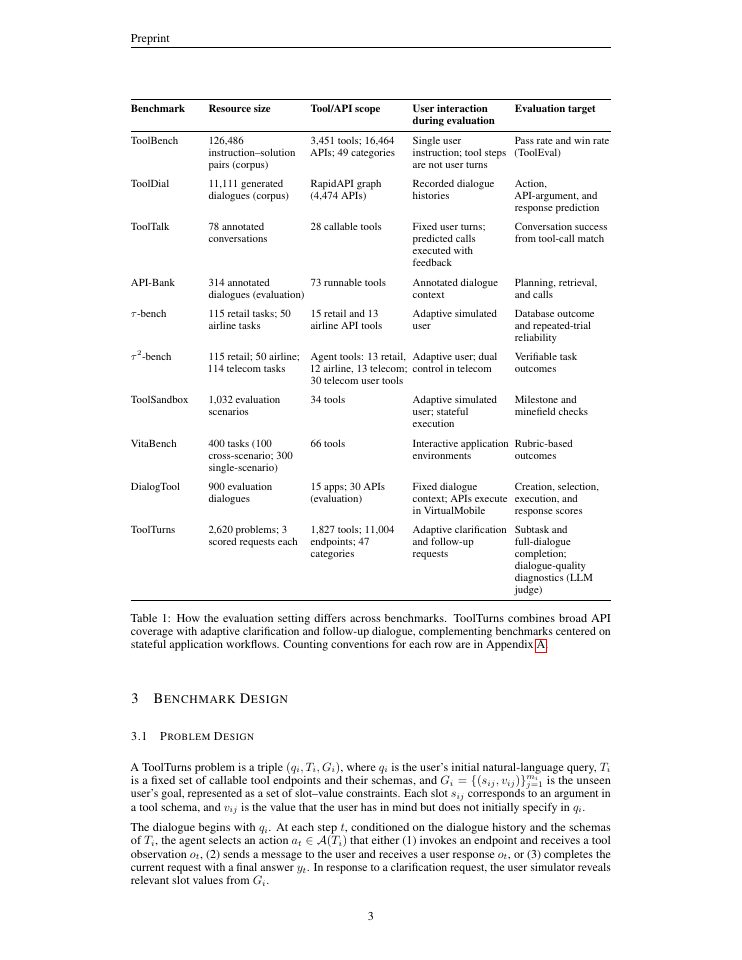 Preprint
Benchmark Resource size Tool/API scope User interaction Evaluation target
during evaluation
ToolBench 126,486 3,451 tools; 16,464 Single user Pass rate and win rate
instruction–solution APIs; 49 categories instruction; tool steps (ToolEval)
pairs (corpus) are not user turns
ToolDial 11,111 generated RapidAPI graph Recorded dialogue Action,
dialogues (corpus) (4,474 APIs) histories API-argument, and
response prediction
ToolTalk 78 annotated 28 callable tools Fixed user turns; Conversation success
conversations predicted calls from tool-call match
executed with
feedback
API-Bank 314 annotated 73 runnable tools Annotated dialogue Planning, retrieval,
dialogues (evaluation) context and calls
τ-bench 115 retail tasks; 50 15 retail and 13 Adaptive simulated Database outcome
airline tasks airline API tools user and repeated-trial
reliability
τ²-bench 115 retail; 50 airline; Agent tools: 13 retail, Adaptive user; dual Verifiable task
114 telecom tasks 12 airline, 13 telecom; control in telecom outcomes
30 telecom user tools
ToolSandbox 1,032 evaluation 34 tools Adaptive simulated Milestone and
scenarios user; stateful minefield checks
execution
VitaBench 400 tasks (100 66 tools Interactive application Rubric-based
cross-scenario; 300 environments outcomes
single-scenario)
DialogTool 900 evaluation 15 apps; 30 APIs Fixed dialogue Creation, selection,
dialogues (evaluation) context; APIs execute execution, and
in VirtualMobile response scores
ToolTurns 2,620 problems; 3 1,827 tools; 11,004 Adaptive clarification Subtask and
scored requests each endpoints; 47 and follow-up full-dialogue
categories requests completion;
dialogue-quality
diagnostics (LLM
judge)
Table 1: How the evaluation setting differs across benchmarks. ToolTurns combines broad API
coverage with adaptive clarification and follow-up dialogue, complementing benchmarks centered on
stateful application workflows. Counting conventions for each row are in Appendix A.
3 BENCHMARK DESIGN
3.1 PROBLEM DESIGN
A ToolTurns problem is a triple (qᵢ, Tᵢ, Gᵢ), where qᵢ is the user's initial natural-language query, Tᵢ
is a fixed set of callable tool endpoints and their schemas, and Gᵢ = {(sᵢⱼ, vᵢⱼ)}ⱼ₌₁^{mᵢ} is the unseen
user's goal, represented as a set of slot–value constraints. Each slot sᵢⱼ corresponds to an argument in
a tool schema, and vᵢⱼ is the value that the user has in mind but does not initially specify in qᵢ.
The dialogue begins with qᵢ. At each step t, conditioned on the dialogue history and the schemas
of Tᵢ, the agent selects an action aₜ ∈ 𝒜(Tᵢ) that either (1) invokes an endpoint and receives a tool
observation oₜ, (2) sends a message to the user and receives a user response oₜ, or (3) completes the
current request with a final answer yₜ. In response to a clarification request, the user simulator reveals
relevant slot values from Gᵢ.
3